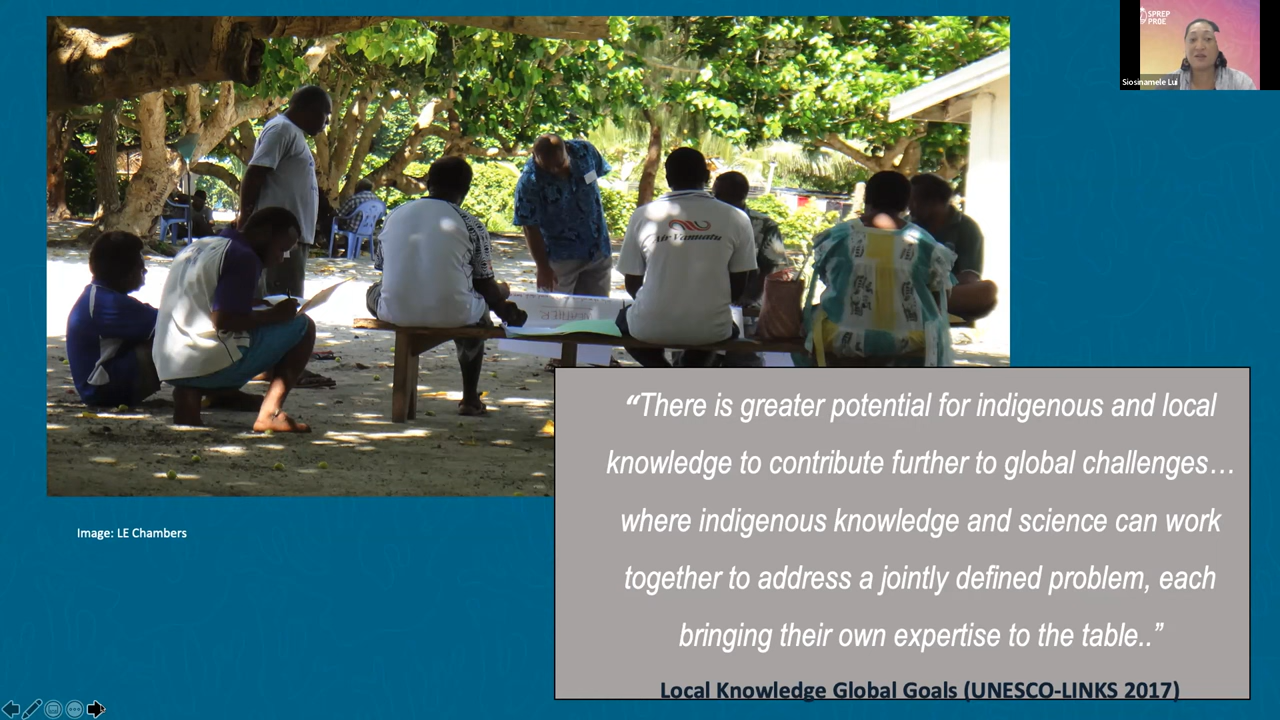 SPREP
PROE
Siosinamele Lui
Air Vanuatu
“There is greater potential for indigenous and local
knowledge to contribute further to global challenges…
where indigenous knowledge and science can work
together to address a jointly defined problem, each
bringing their own expertise to the table..”
Local Knowledge Global Goals (UNESCO-LINKS 2017)
Image: LE Chambers